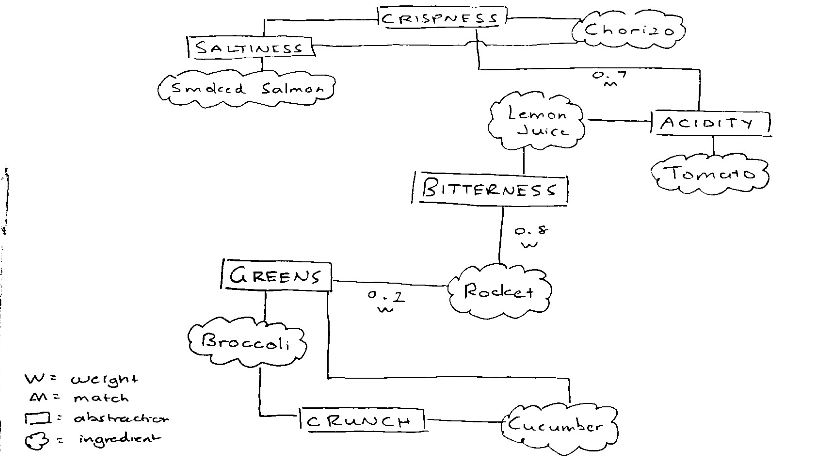 CRISPNESS
Chorizo
SALTINESS
Smoked Salmon
0.7
m
Lemon
Juice
ACIDITY
Tomato
BITTERNESS
0.8
w
GREENS
0.2
w
Rocket
Broccoli
W = weight
M = match
= abstraction
= ingredient
CRUNCH
Cucumber